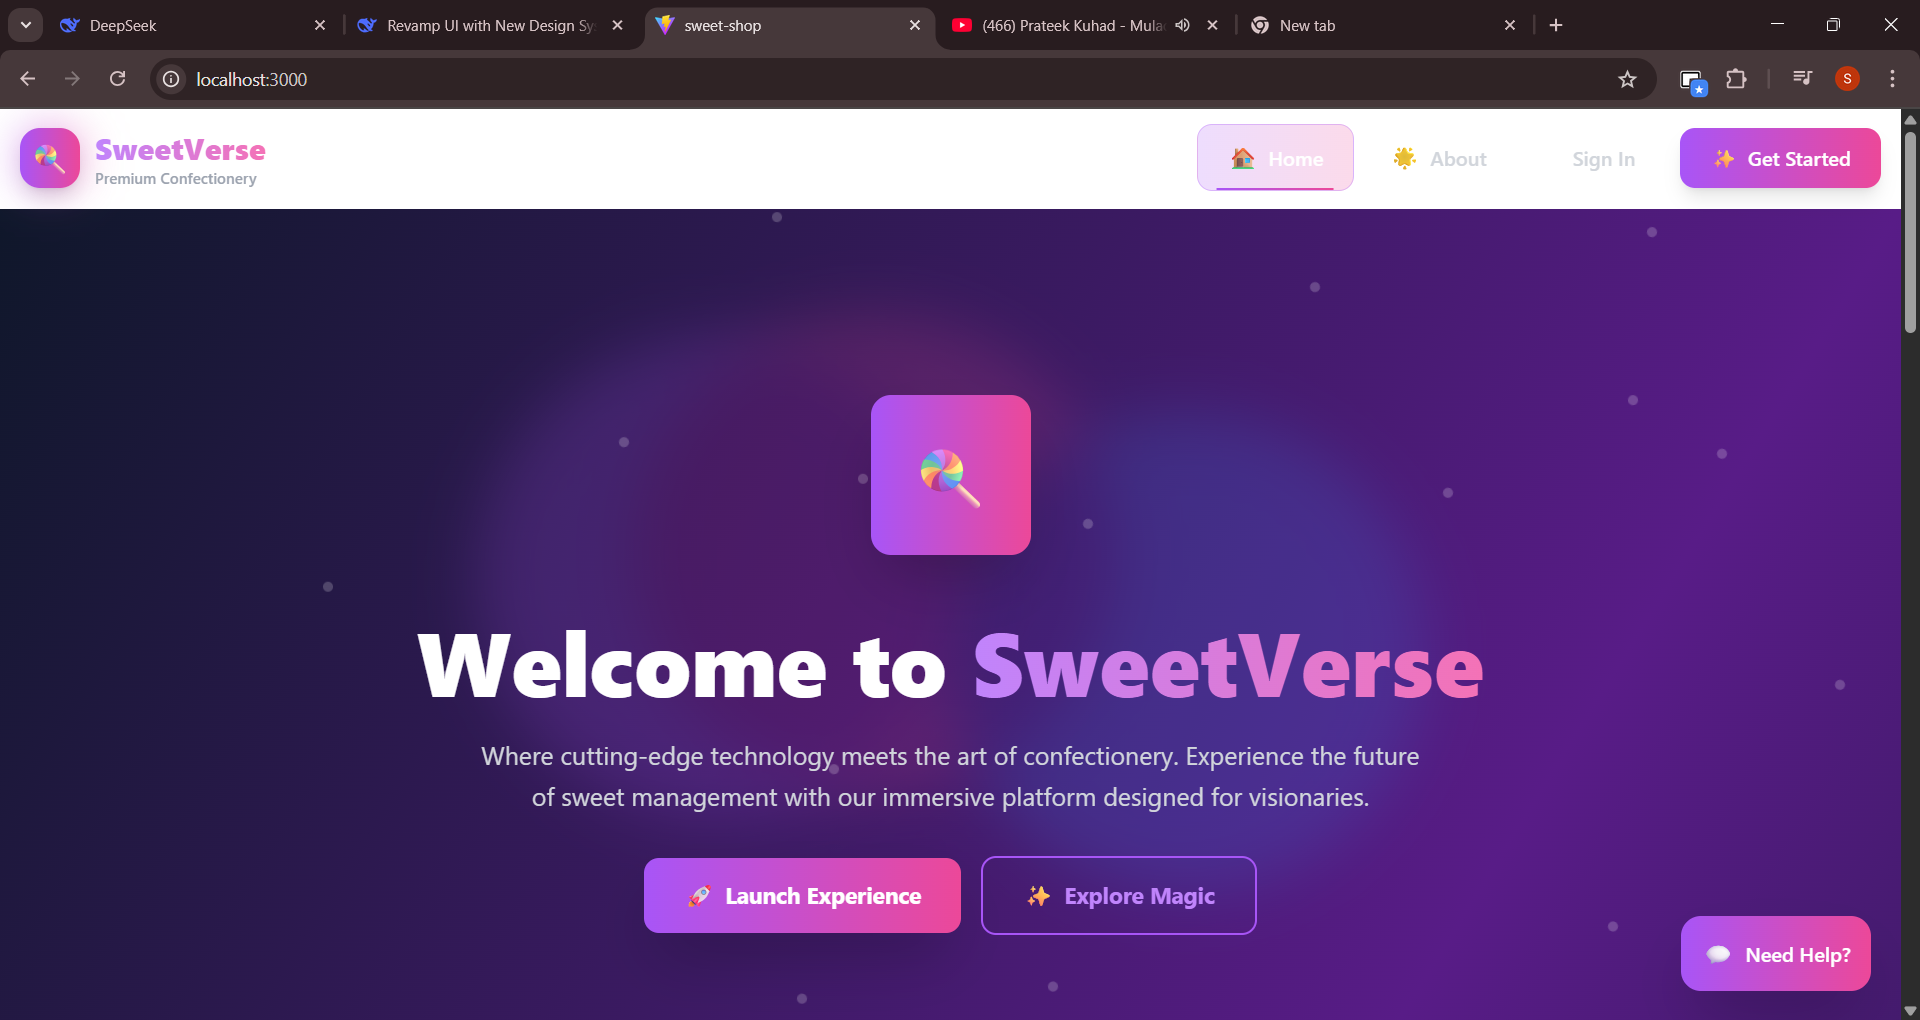 DeepSeek
Revamp UI with New Design Sy
sweet-shop
(466) Prateek Kuhad - Mula
New tab
localhost:3000
S
SweetVerse
Premium Confectionery
Home
About
Sign In
Get Started
Welcome to SweetVerse
Where cutting-edge technology meets the art of confectionery. Experience the future
of sweet management with our immersive platform designed for visionaries.
Launch Experience
Explore Magic
Need Help?